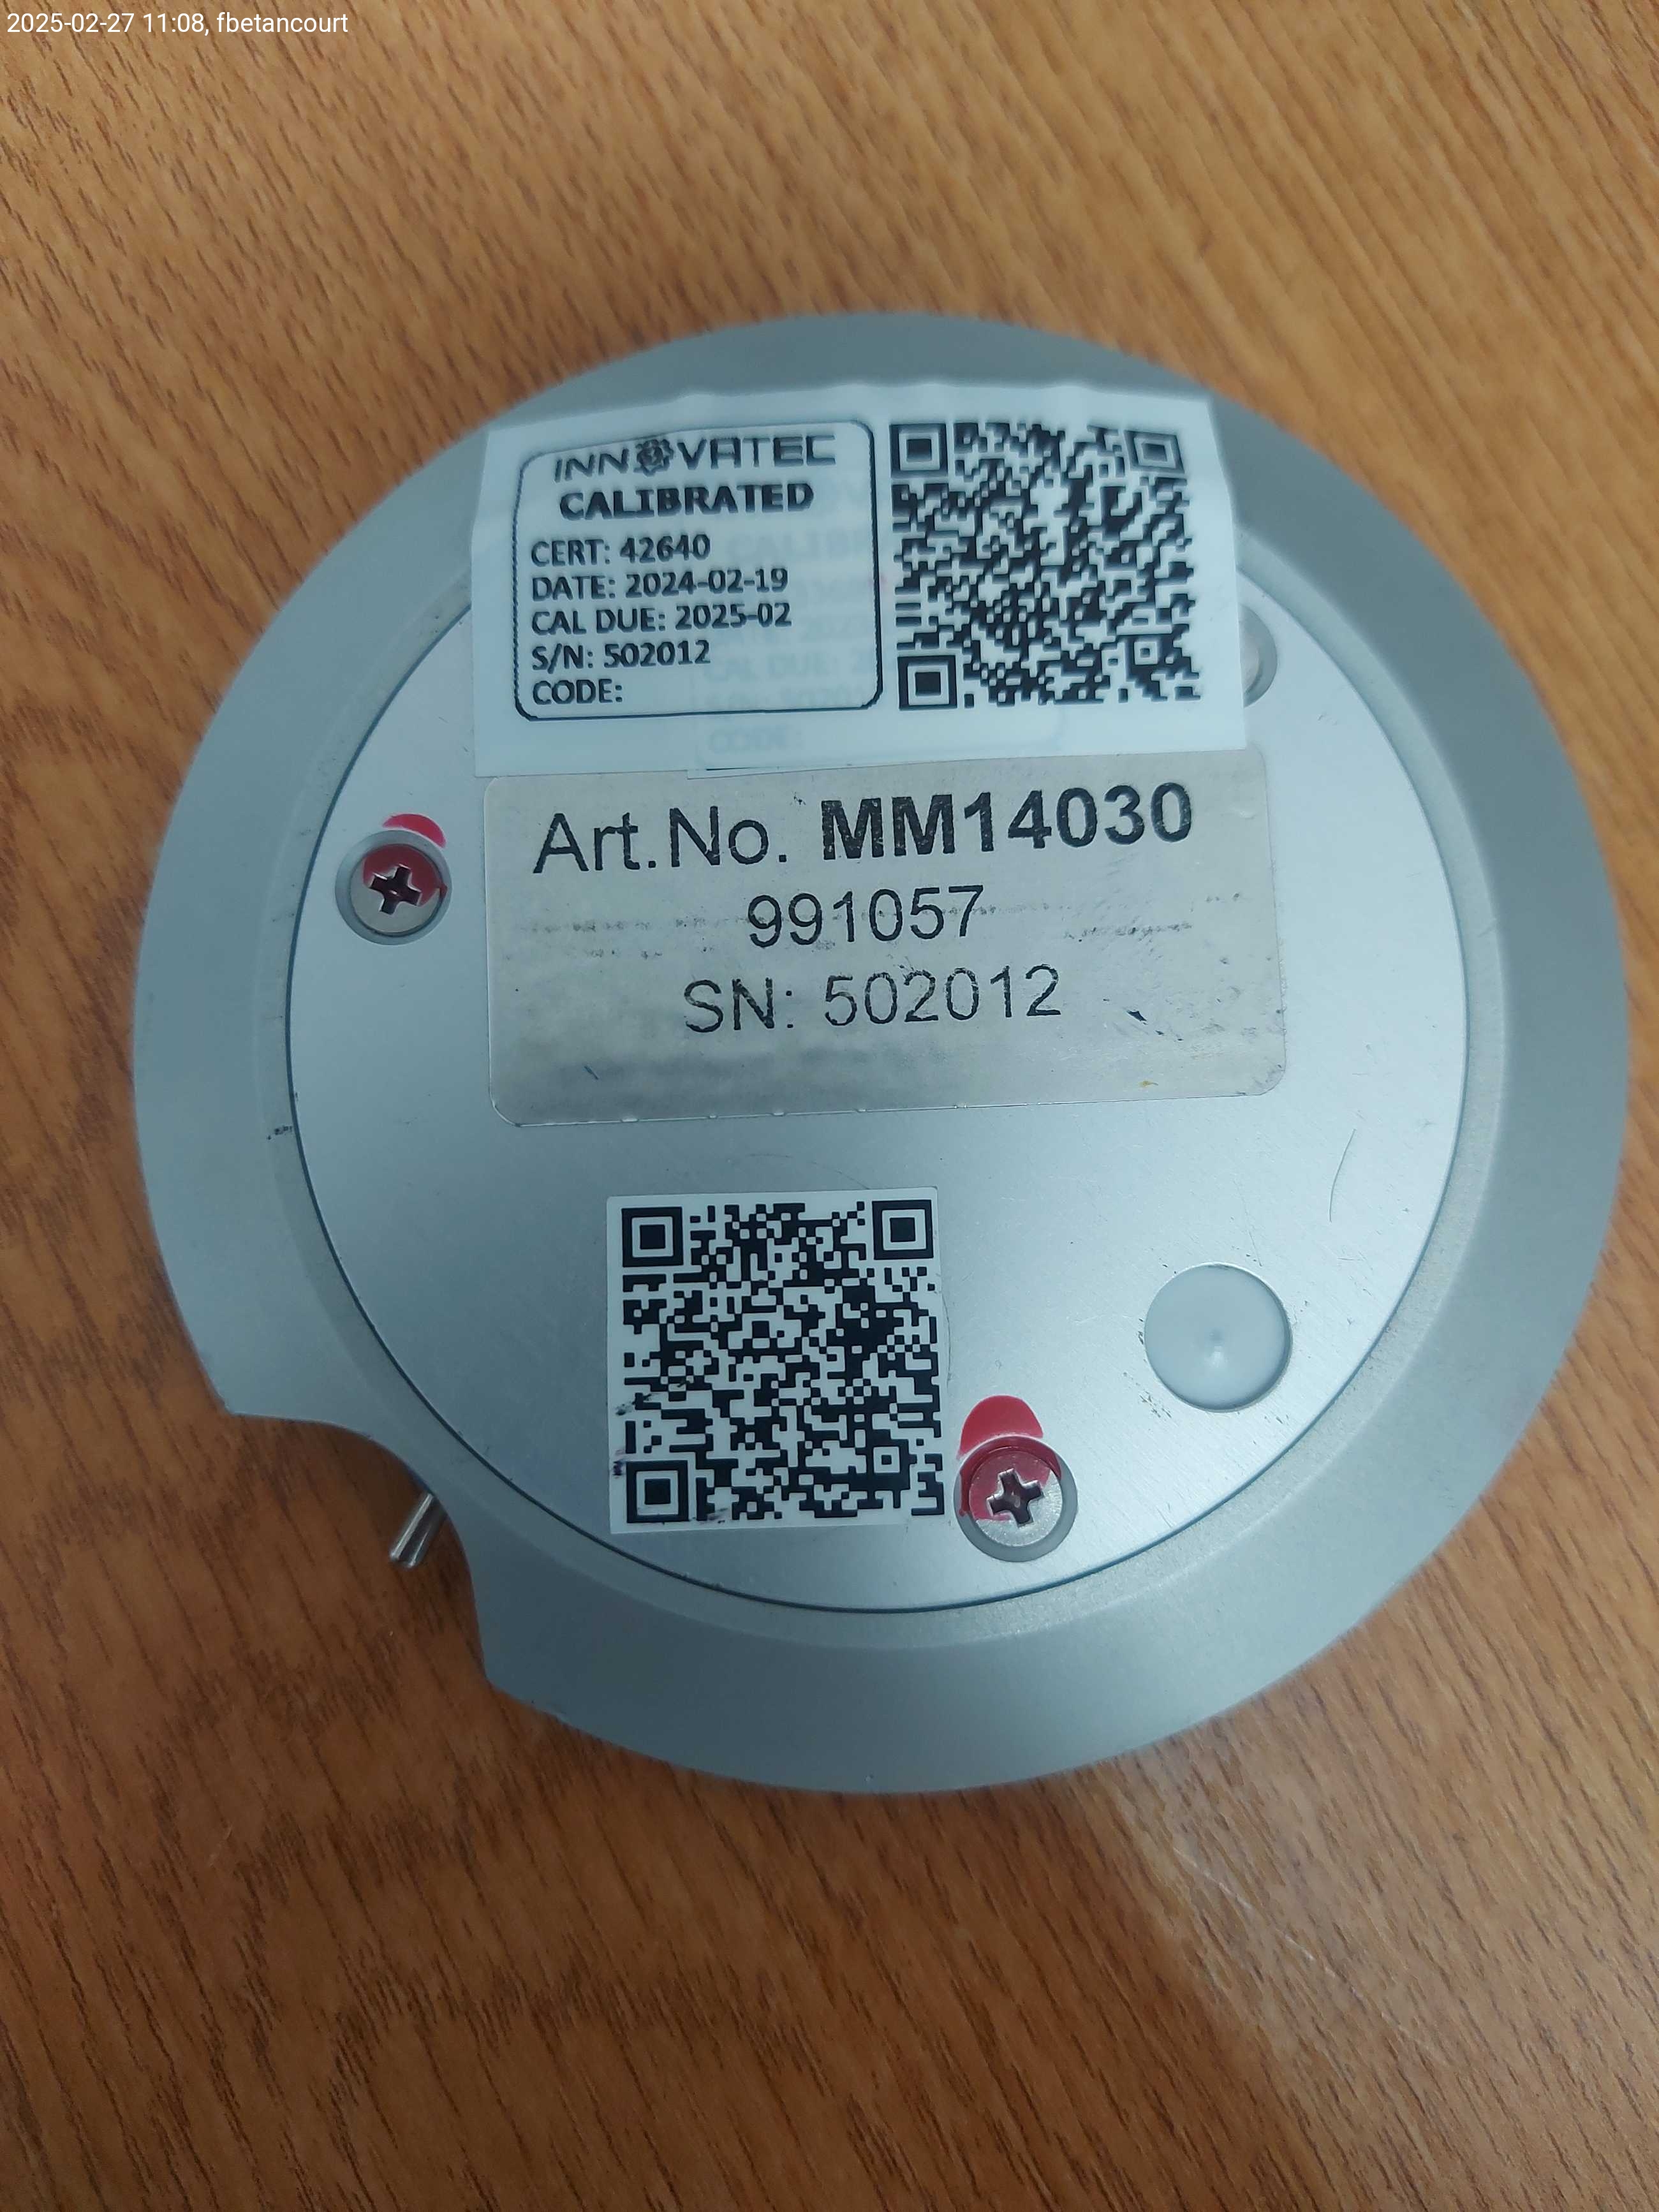 2025-02-27 11:08, fbetancourt
INNOVATEC
CALIBRATED
CERT: 42640
DATE: 2024-02-19
CAL DUE: 2025-02
S/N: 502012
CODE:
CODE:
Art.No. MM14030
991057
SN: 502012